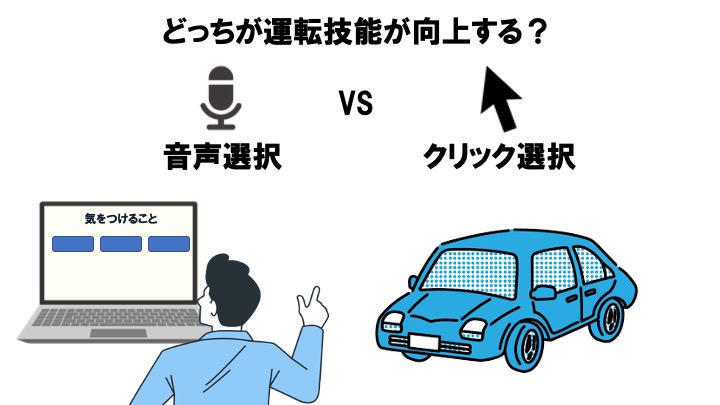 どっちが運転技能が向上する？
VS
音声選択
クリック選択
気をつけること